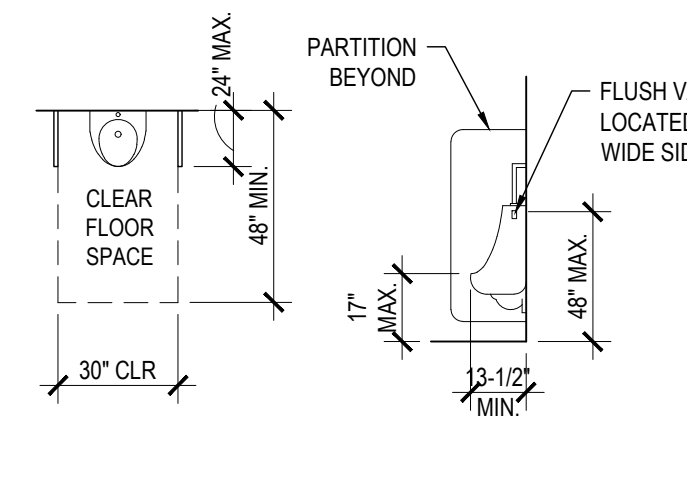 24" MAX.
48" MIN.
CLEAR
FLOOR
SPACE
30" CLR
PARTITION
BEYOND
FLUSH
LOCATED
WIDE
17"
MAX.
48" MAX.
13-1/2"
MIN.